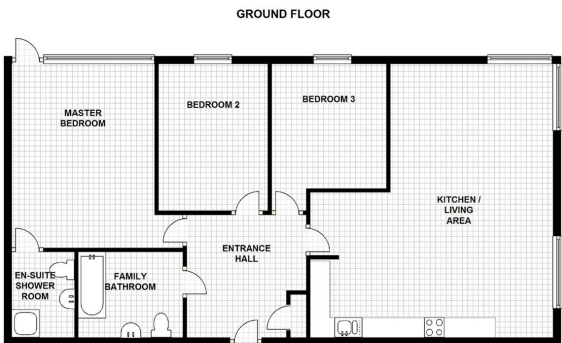 GROUND FLOOR
MASTER
BEDROOM
BEDROOM 2
BEDROOM 3
KITCHEN /
LIVING
AREA
ENTRANCE
HALL
EN-SUITE
SHOWER
ROOM
FAMILY
BATHROOM